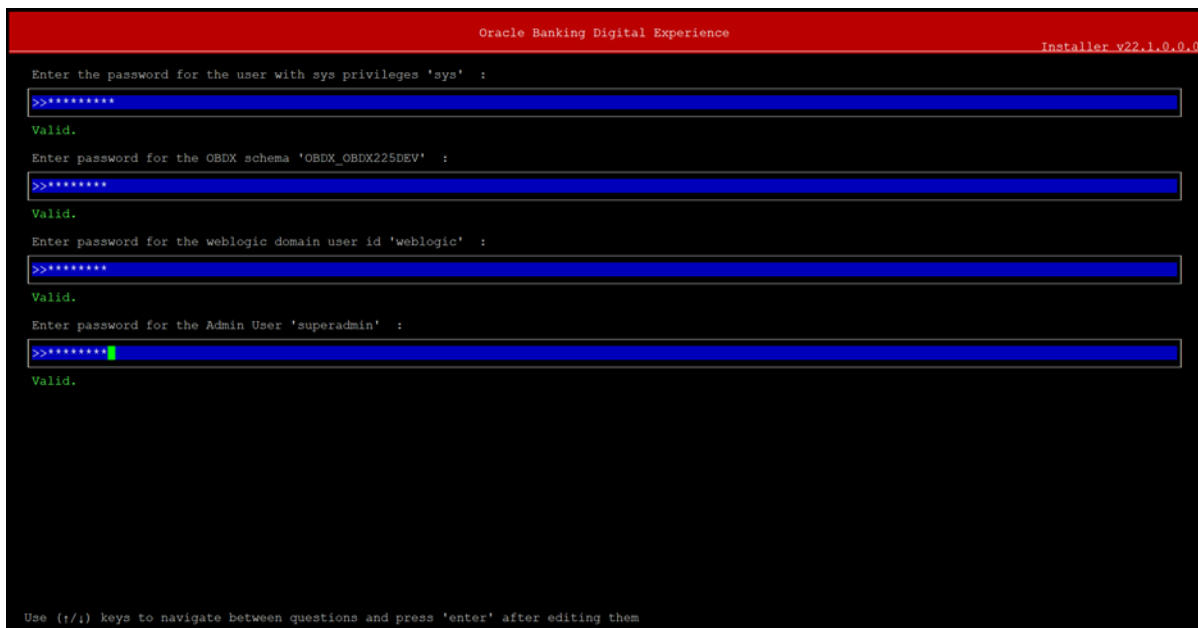 Oracle Banking Digital Experience
Installer v22.1.0.0.0
Enter the password for the user with sys privileges 'sys'  :
>>*********
Valid.
Enter password for the OBDX schema 'OBDX_OBDX225DEV'  :
>>********
Valid.
Enter password for the weblogic domain user id 'weblogic'  :
>>********
Valid.
Enter password for the Admin User 'superadmin'  :
>>********
Valid.
Use (↑/↓) keys to navigate between questions and press 'enter' after editing them